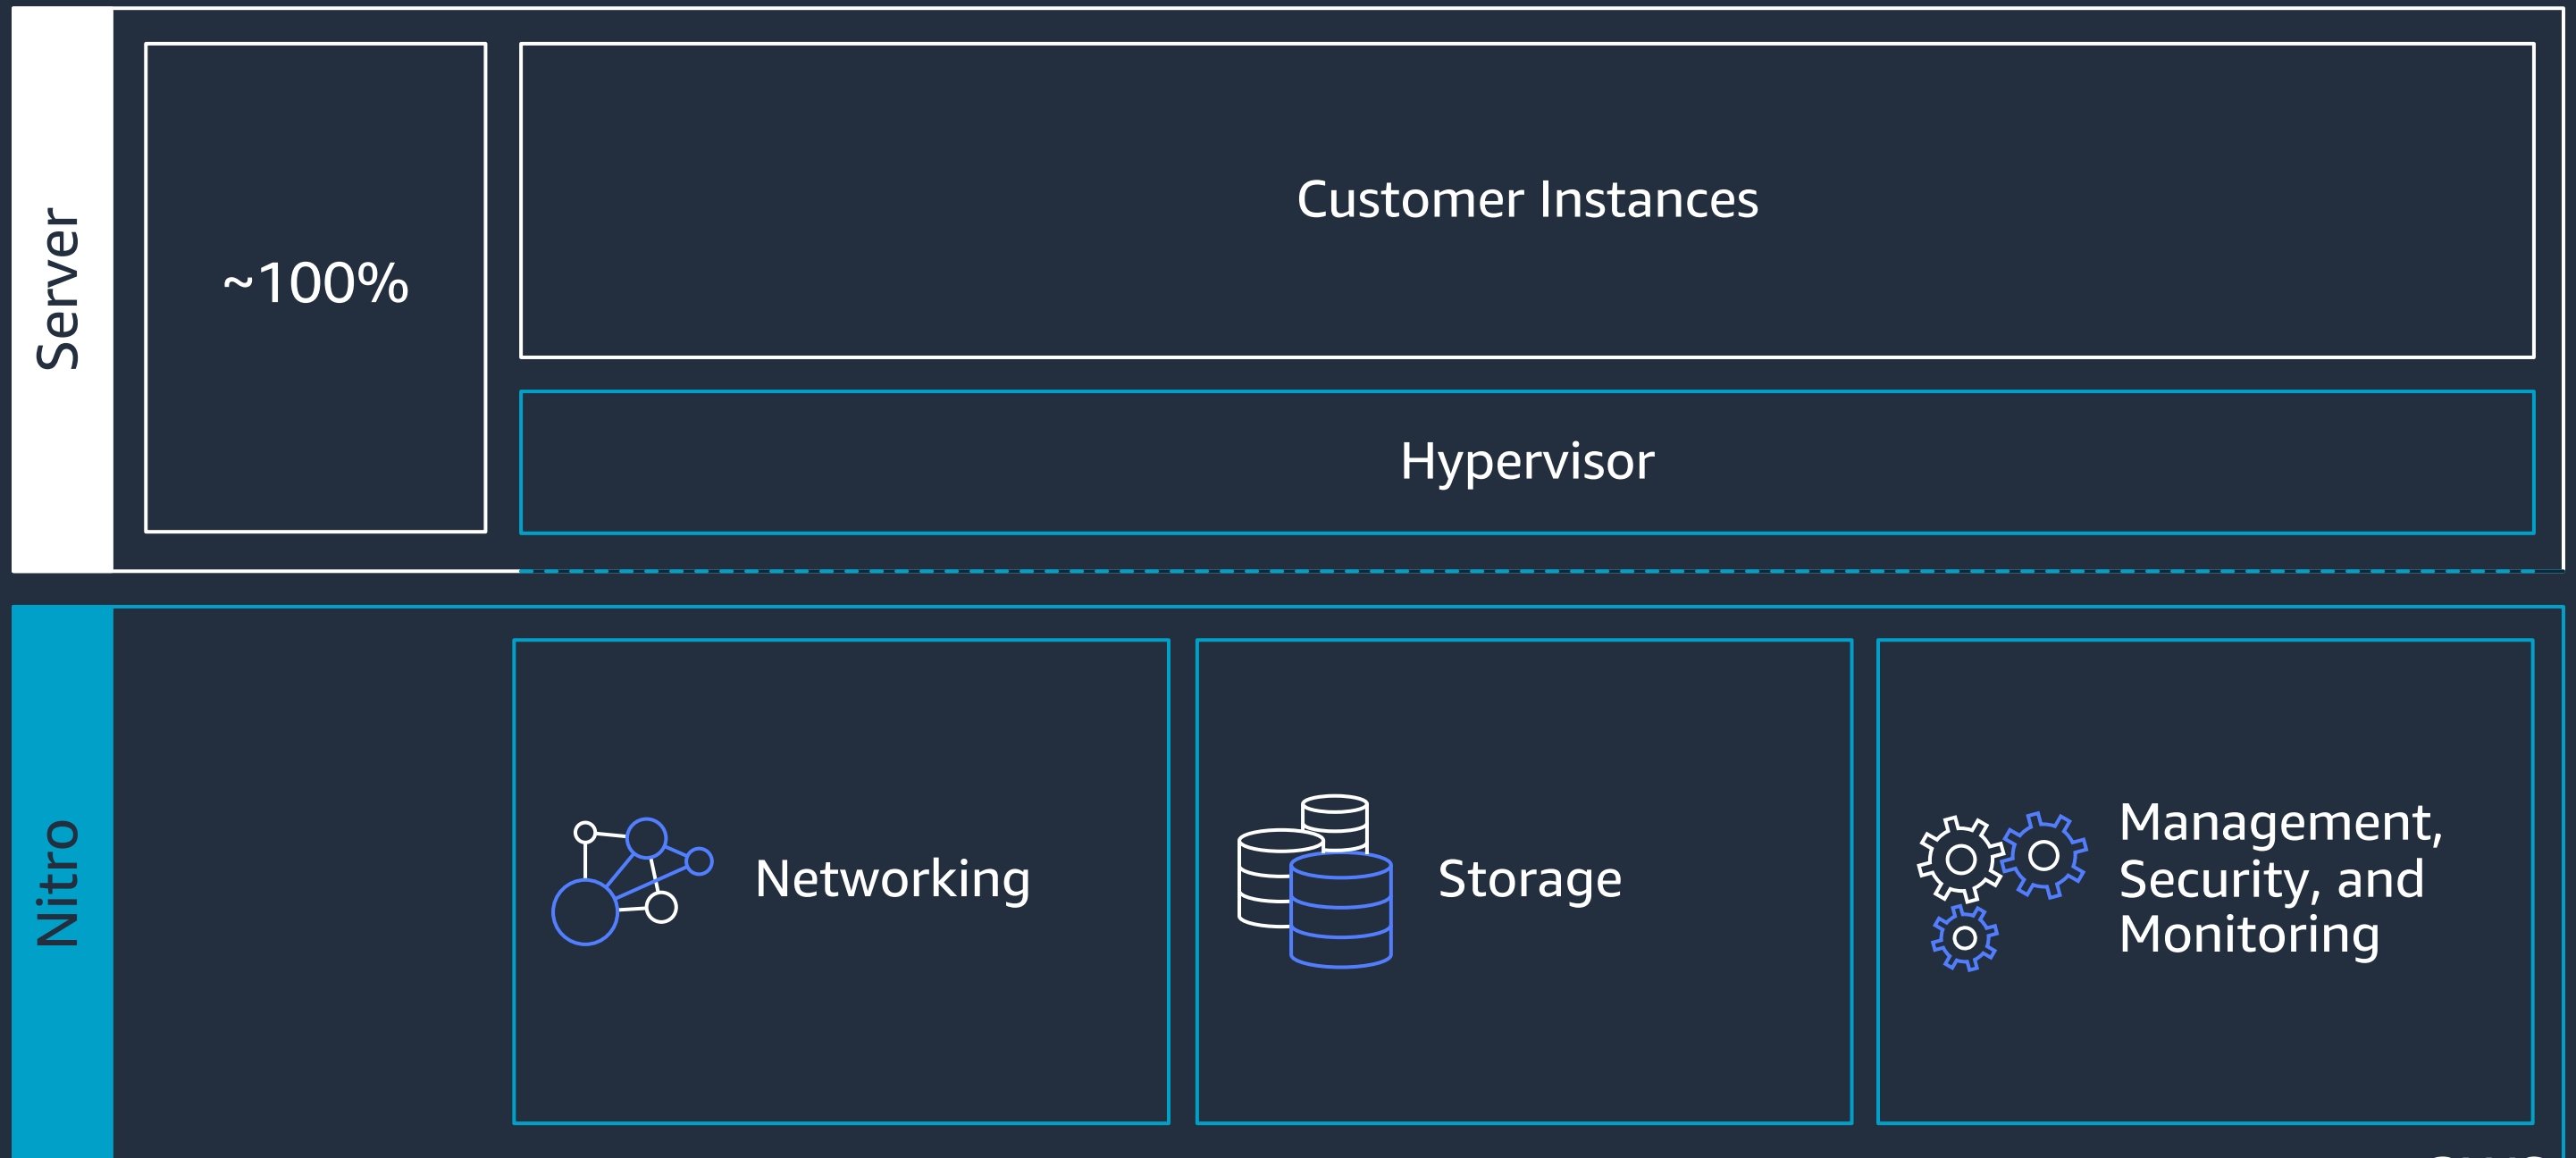 Server
~100%
Customer Instances
Hypervisor
Nitro
Networking
Storage
Management,
Security, and
Monitoring